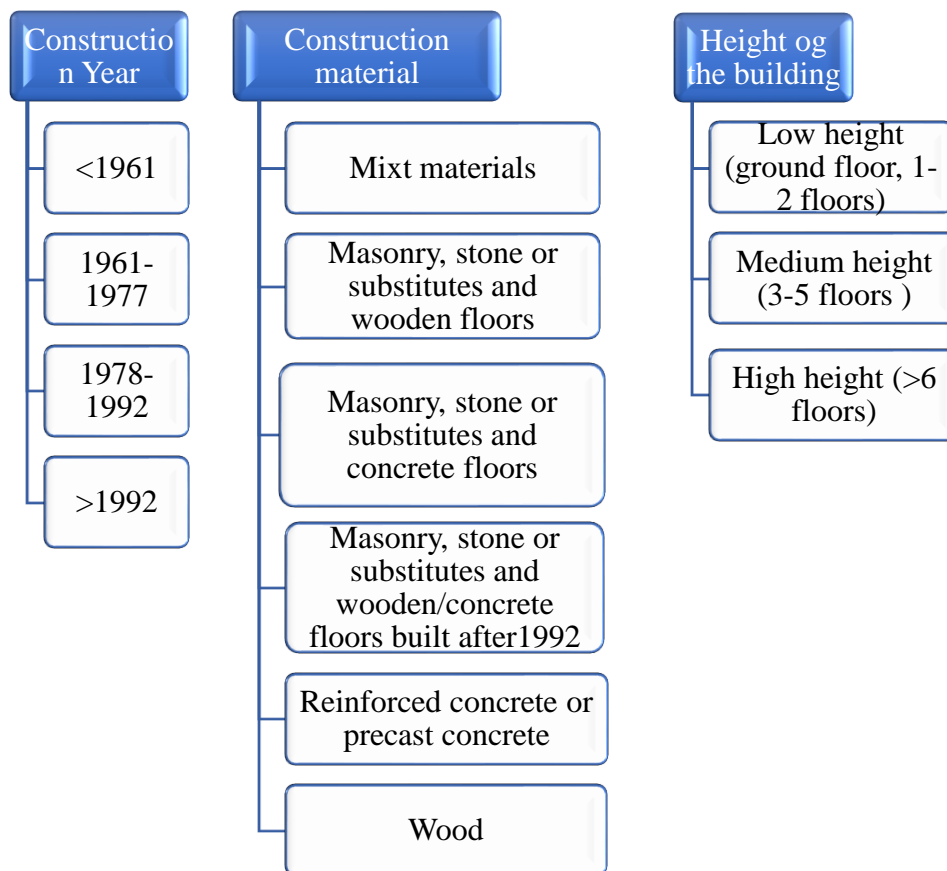 Constructio
n Year
<1961
1961-
1977
1978-
1992
>1992
Construction
material
Mixt materials
Masonry, stone or
substitutes and
wooden floors
Masonry, stone or
substitutes and
concrete floors
Masonry, stone or
substitutes and
wooden/concrete
floors built after1992
Reinforced concrete or
precast concrete
Wood
Height og
the building
Low height
(ground floor, 1-
2 floors)
Medium height
(3-5 floors )
High height (>6
floors)